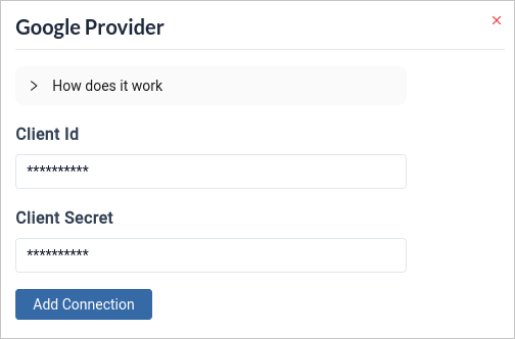 Google Provider
How does it work
Client Id
**********
Client Secret
**********
Add Connection